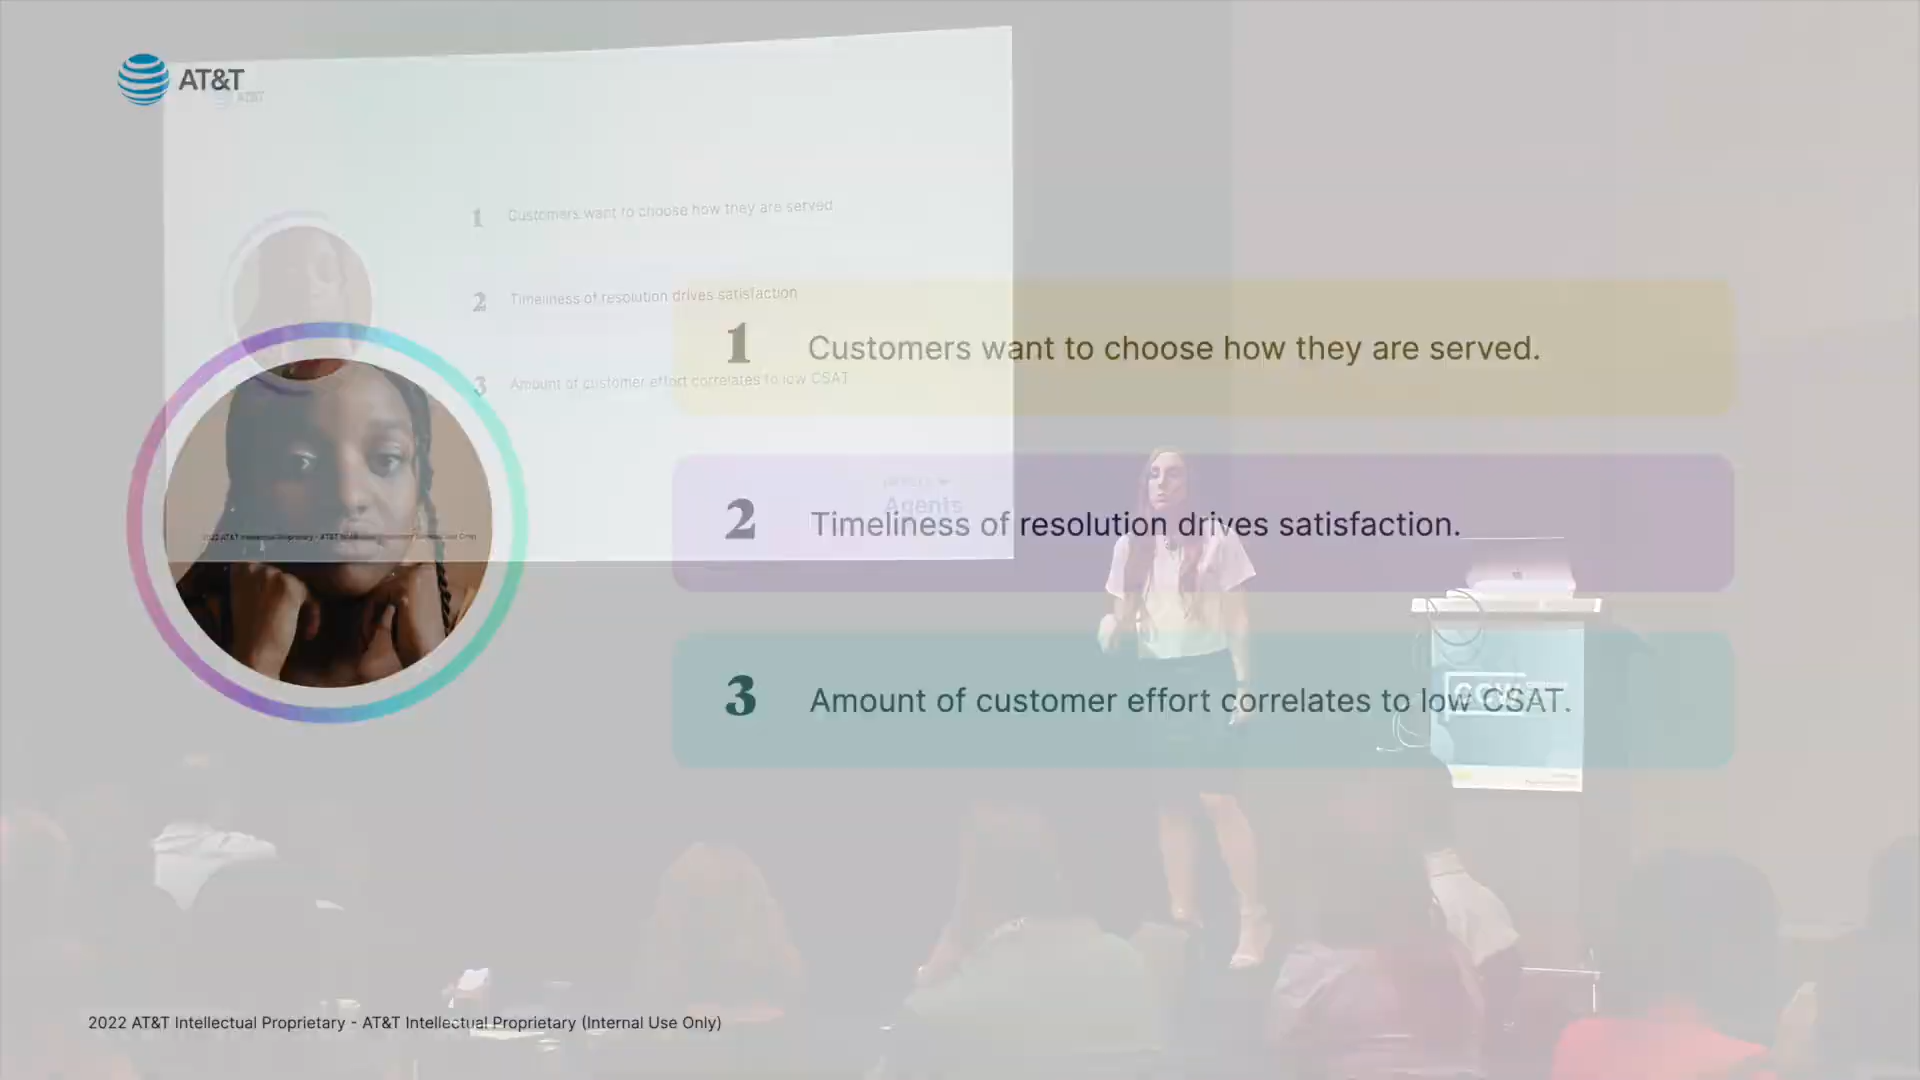 AT&T
AT&T
1 Customers want to choose how they are served
2 Timeliness of resolution drives satisfaction
3 Amount of customer effort correlates to low CSAT
Agents
1 Customers want to choose how they are served.
2 Timeliness of resolution drives satisfaction.
3 Amount of customer effort correlates to low CSAT.
CCW
2022 AT&T Intellectual Proprietary - AT&T Intellectual Proprietary (Internal Use Only)